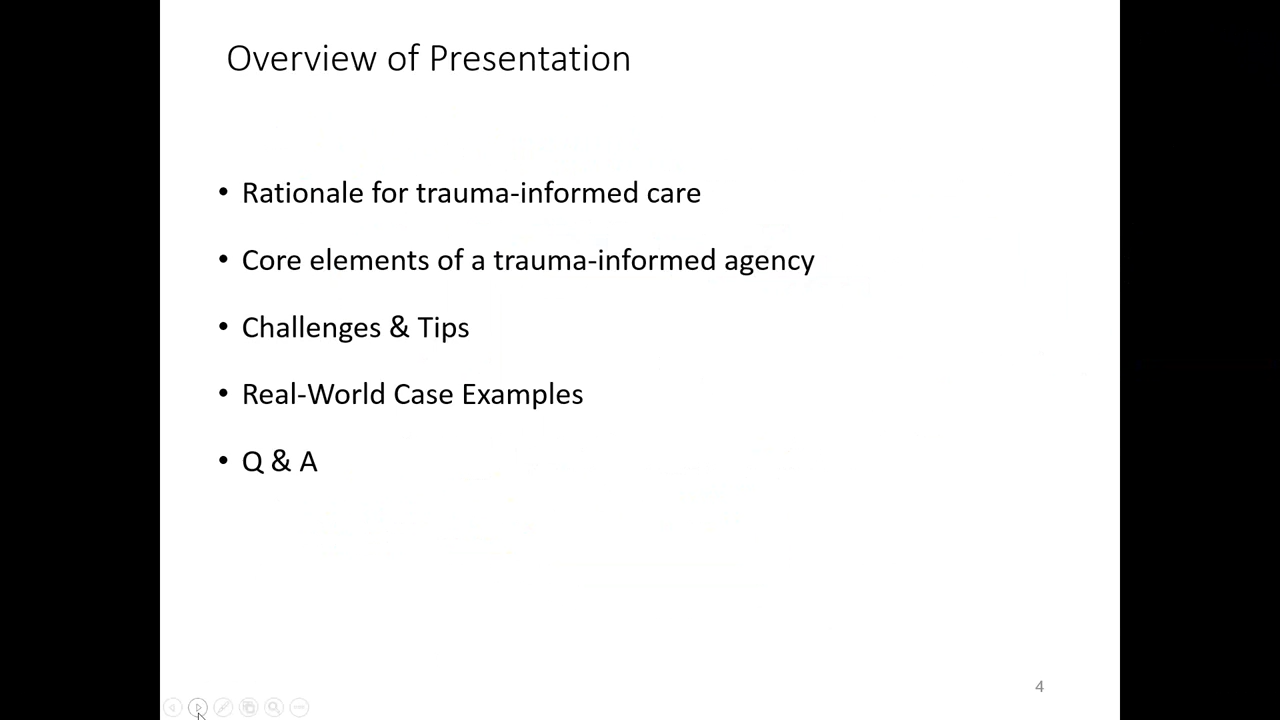 Overview of Presentation
• Rationale for trauma-informed care
• Core elements of a trauma-informed agency
• Challenges & Tips
• Real-World Case Examples
• Q & A
4